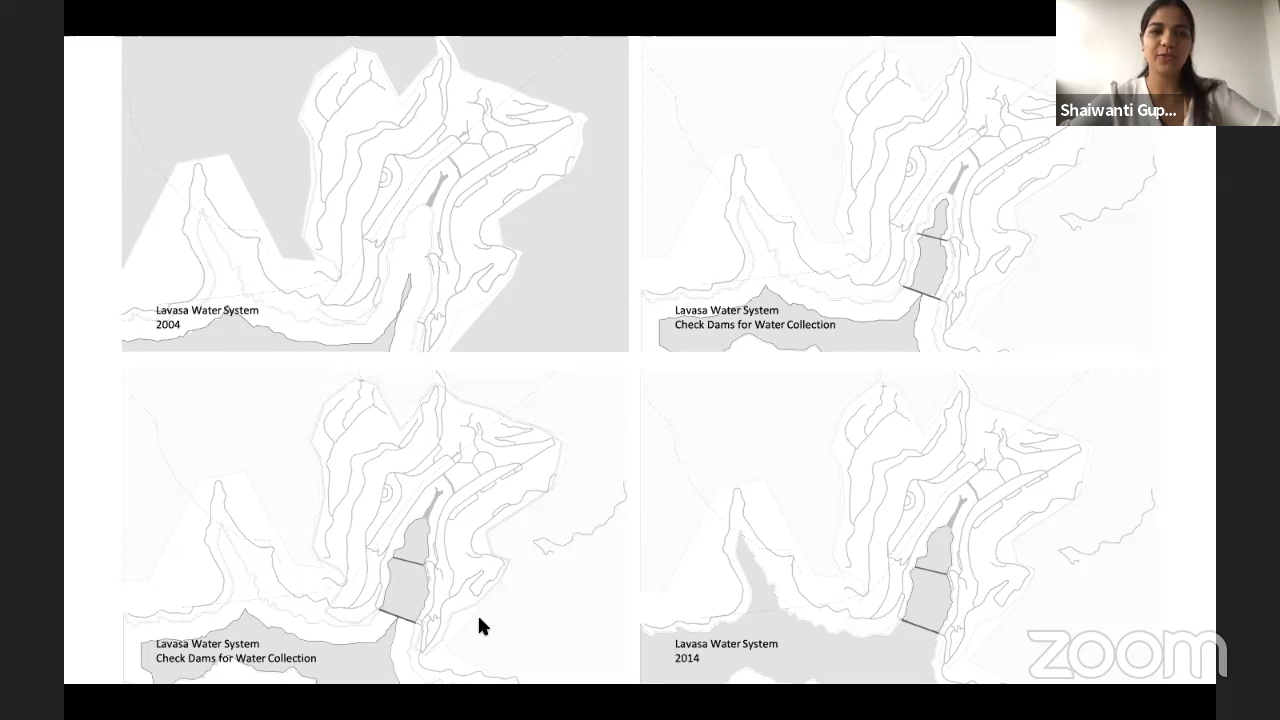 Shaiwanti Gup...
Lavasa Water System
2004
Lavasa Water System
Check Dams for Water Collection
Lavasa Water System
Check Dams for Water Collection
Lavasa Water System
2014
zoom